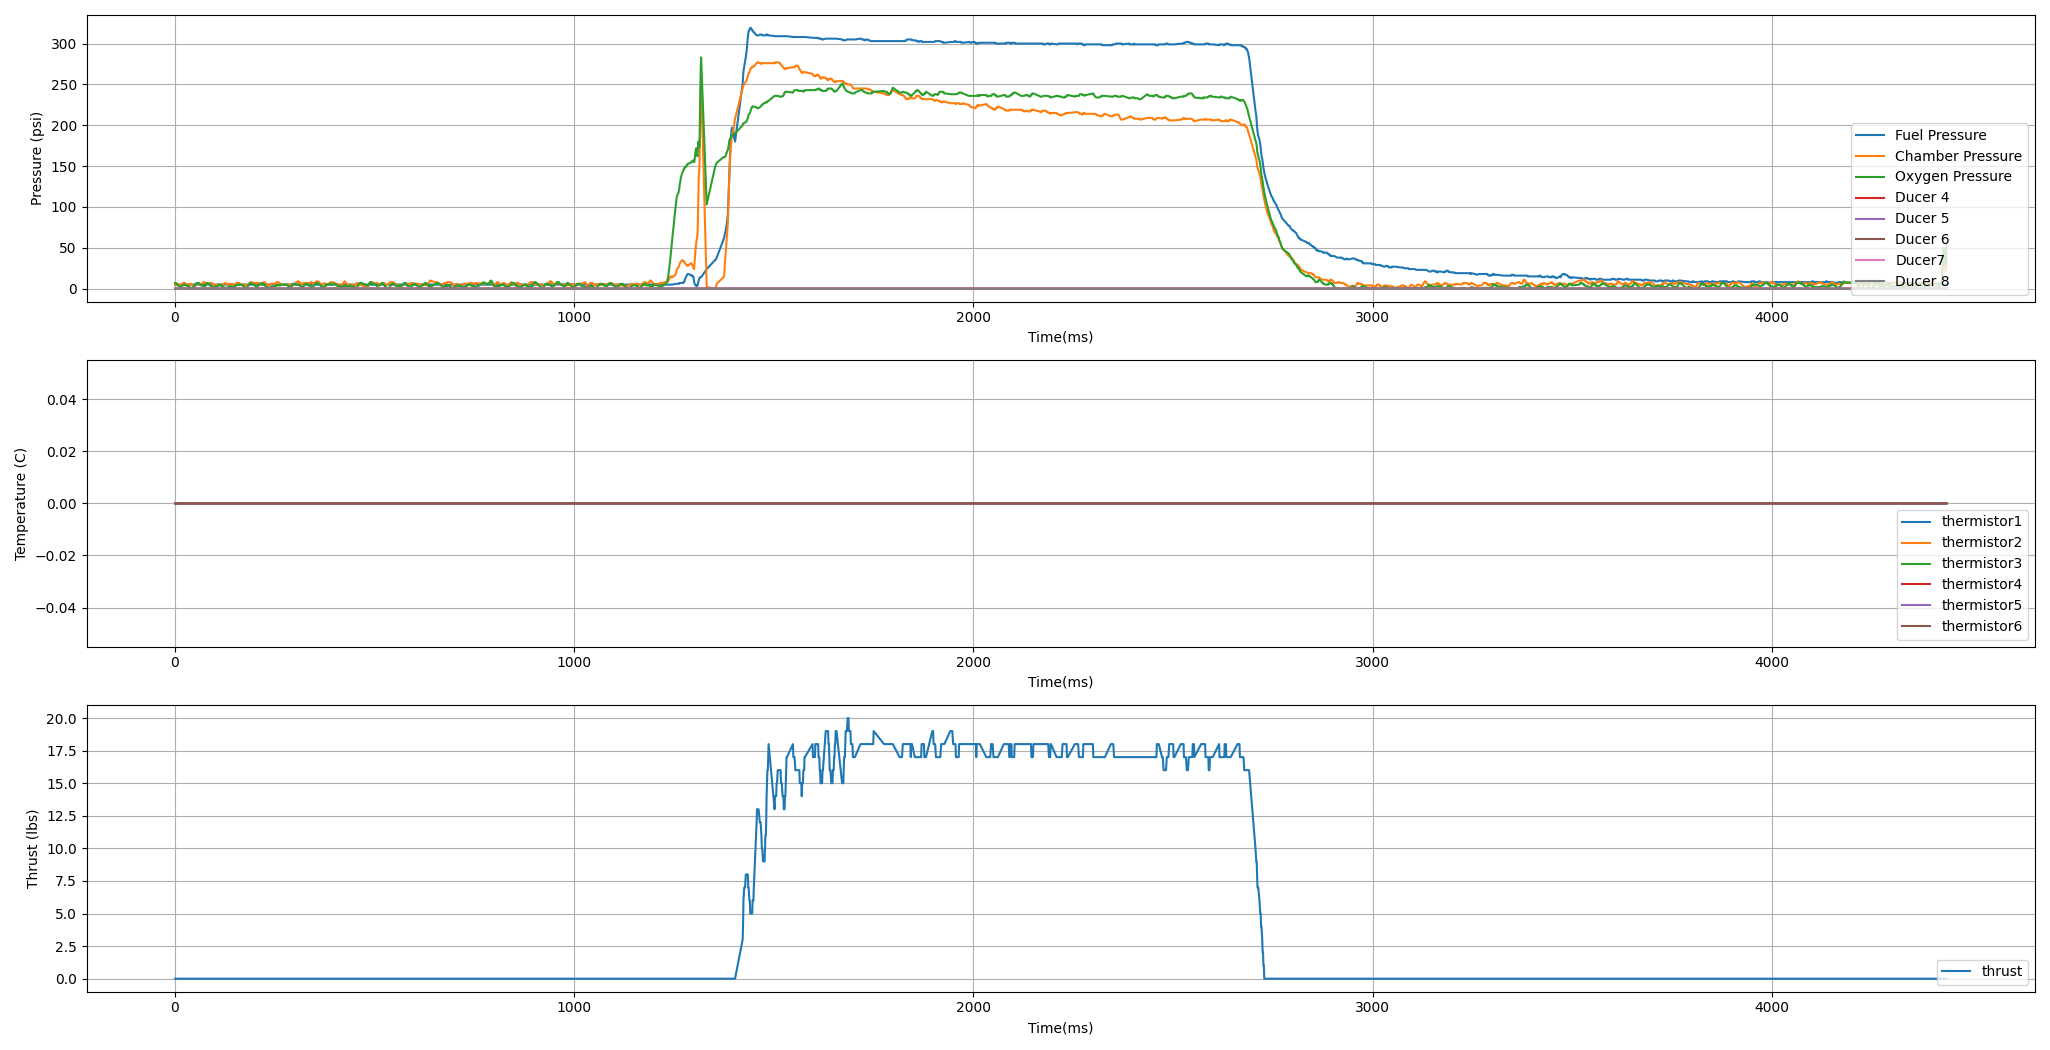 300
250
200
150
100
50
0
Pressure (psi)
Fuel Pressure
Chamber Pressure
Oxygen Pressure
Ducer 4
Ducer 5
Ducer 6
Ducer7
Ducer 8
0 1000 2000 3000 4000
Time(ms)
0.04
0.02
0.00
−0.02
−0.04
Temperature (C)
thermistor1
thermistor2
thermistor3
thermistor4
thermistor5
thermistor6
0 1000 2000 3000 4000
Time(ms)
20.0
17.5
15.0
12.5
10.0
7.5
5.0
2.5
0.0
Thrust (lbs)
thrust
0 1000 2000 3000 4000
Time(ms)